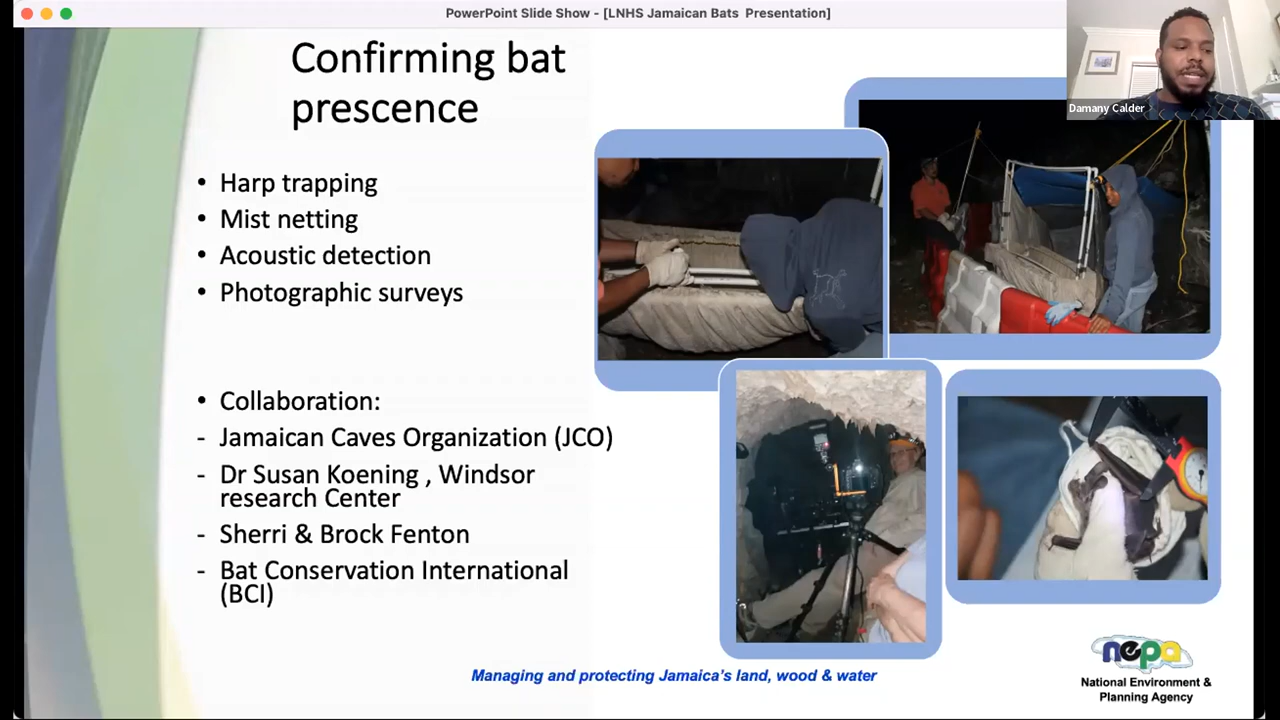 PowerPoint Slide Show - [LNHS Jamaican Bats  Presentation]
Damany Calder
Confirming bat
prescence
• Harp trapping
• Mist netting
• Acoustic detection
• Photographic surveys
• Collaboration:
- Jamaican Caves Organization (JCO)
- Dr Susan Koening , Windsor
research Center
- Sherri & Brock Fenton
- Bat Conservation International
(BCI)
Managing and protecting Jamaica's land, wood & water
nepa
National Environment &
Planning Agency